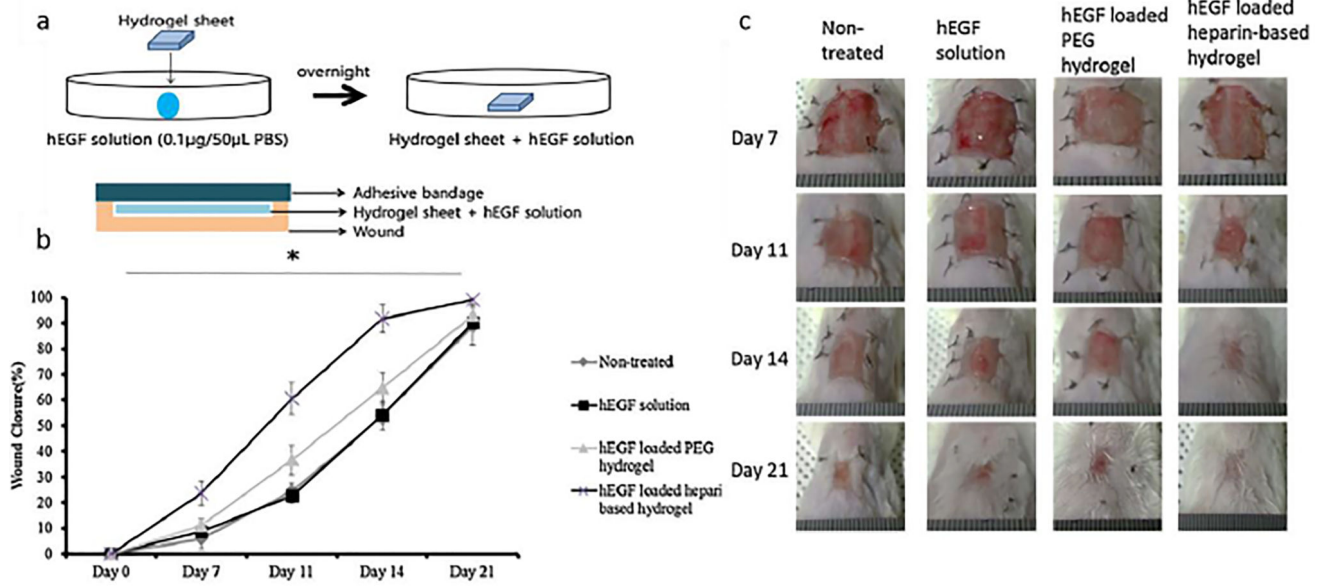 a
Hydrogel sheet
overnight
hEGF solution (0.1µg/50µL PBS)
Hydrogel sheet + hEGF solution
Adhesive bandage
Hydrogel sheet + hEGF solution
Wound
b
*
100
90
80
70
60
50
40
30
20
10
0
Wound Closure(%)
Day 0
Day 7
Day 11
Day 14
Day 21
Non-treated
hEGF solution
hEGF loaded PEG
hydrogel
hEGF loaded hepari
based hydrogel
c
Non-
treated
hEGF
solution
hEGF loaded
PEG
hydrogel
hEGF loaded
heparin-based
hydrogel
Day 7
Day 11
Day 14
Day 21